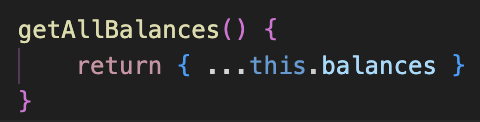 getAllBalances() {
    return { ...this.balances }
}